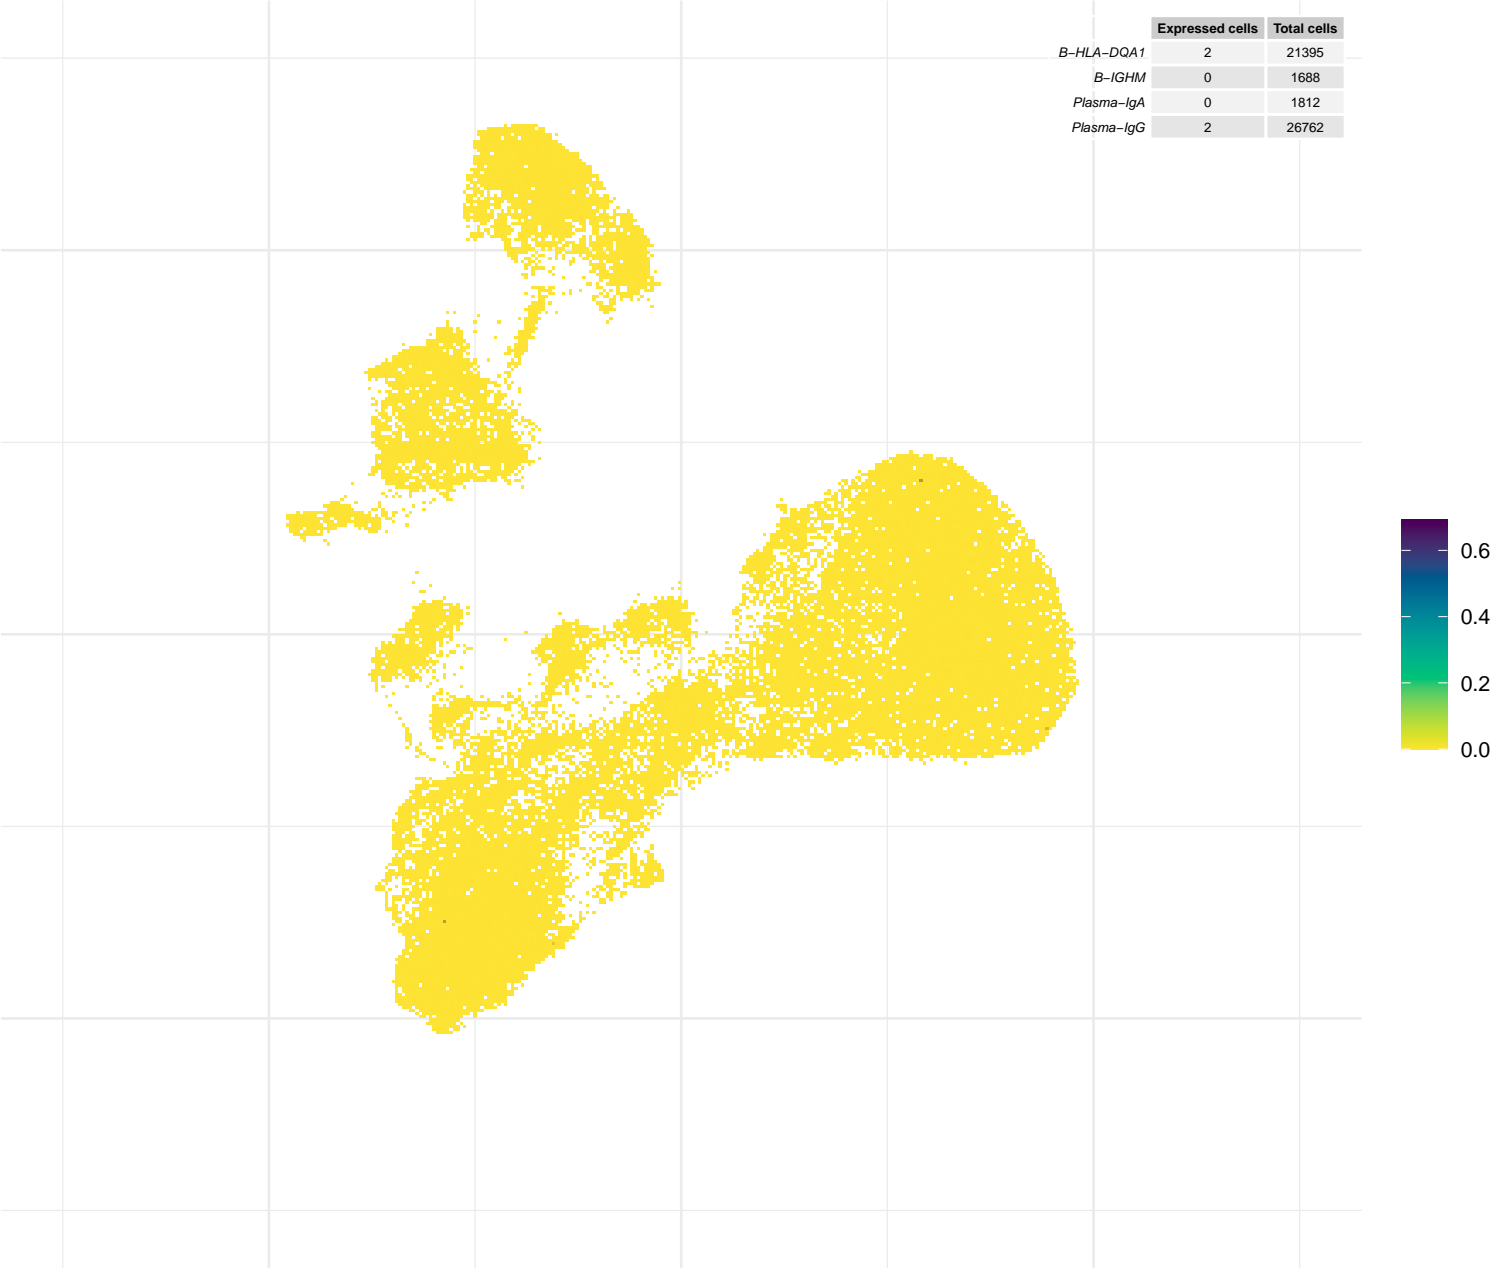 Expressed cells Total cells
B−HLA−DQA1 2 21395
B−IGHM 0 1688
Plasma−IgA 0 1812
Plasma−IgG 2 26762
0.6
0.4
0.2
0.0